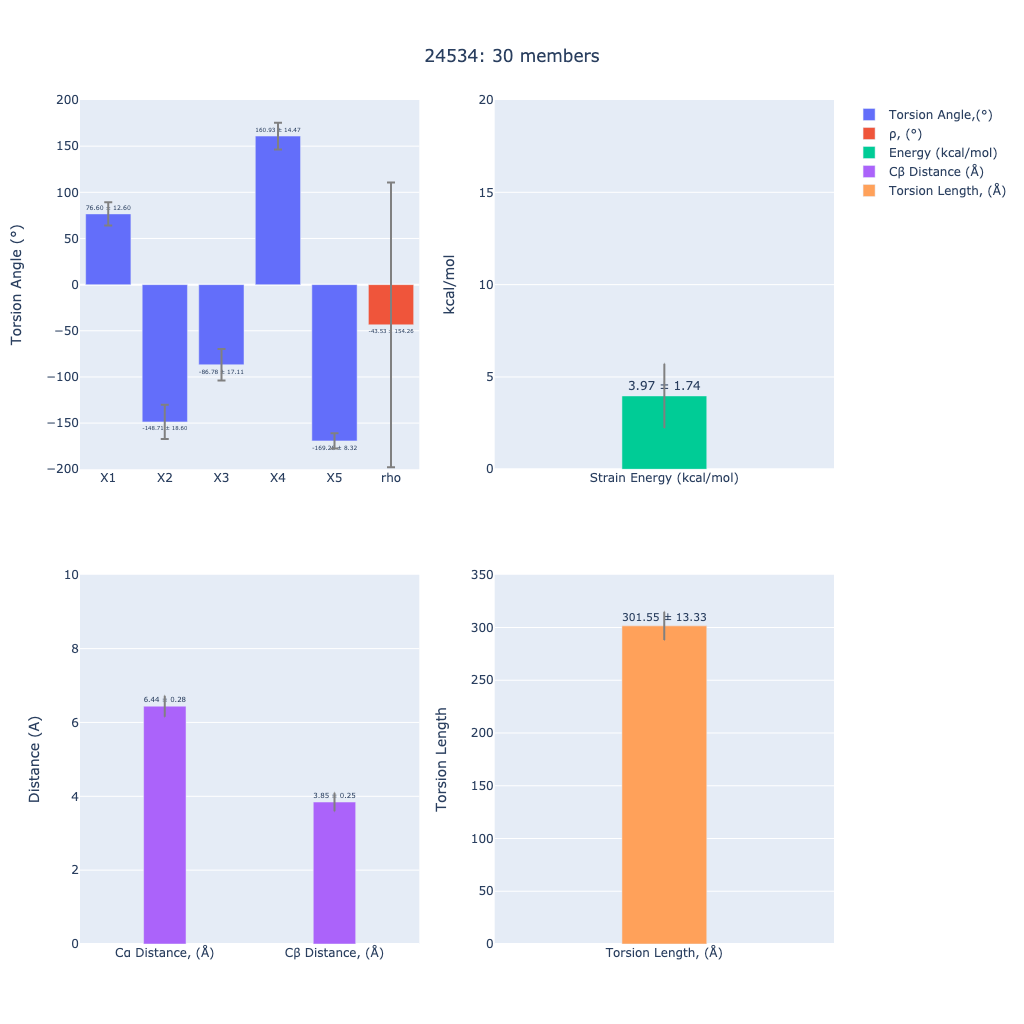 24534: 30 members
Torsion Angle (°)
200
150
100
50
0
−50
−100
−150
−200
76.60 ± 12.60
-148.71 ± 18.60
-86.78 ± 17.11
160.93 ± 14.47
± 8.32
-43.53 ± 154.26
X1 X2 X3 X4 X5 rho
kcal/mol
20
15
10
5
0
3.97 ± 1.74
Strain Energy (kcal/mol)
Torsion Angle,(°)
ρ, (°)
Energy (kcal/mol)
Cβ Distance (Å)
Torsion Length, (Å)
Distance (A)
10
8
6
4
2
0
6.44 ± 0.28
3.85 ± 0.25
Cα Distance, (Å) Cβ Distance, (Å)
Torsion Length
350
300
250
200
150
100
50
0
301.55 ± 13.33
Torsion Length, (Å)